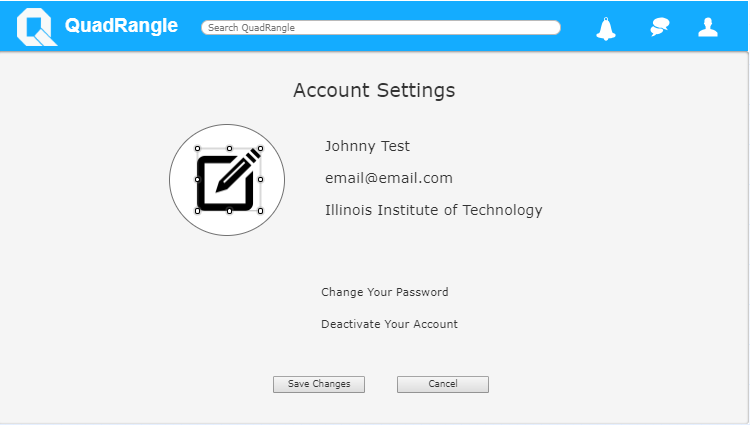 QuadRangle
Search QuadRangle
Account Settings
Johnny Test
email@email.com
Illinois Institute of Technology
Change Your Password
Deactivate Your Account
Save Changes
Cancel